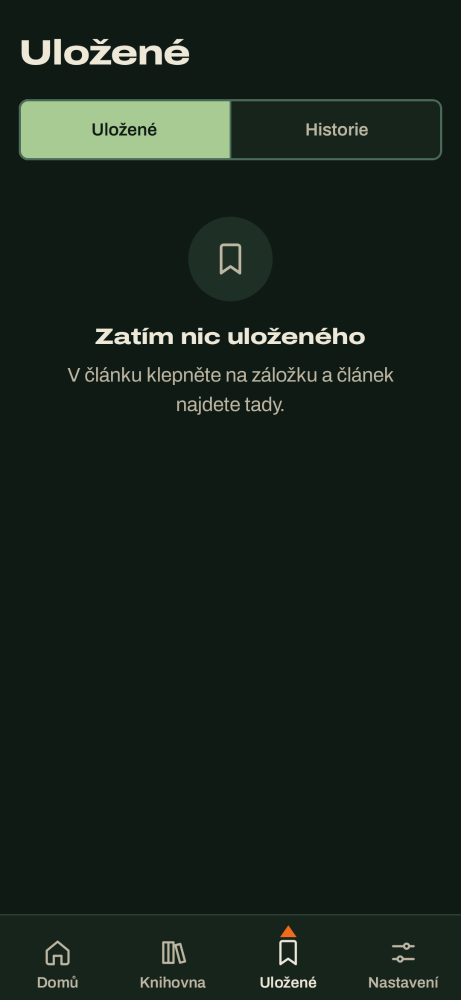 Uložené
Uložené
Historie
Zatím nic uloženého
V článku klepněte na záložku a článek
najdete tady.
Domů
Knihovna
Uložené
Nastavení